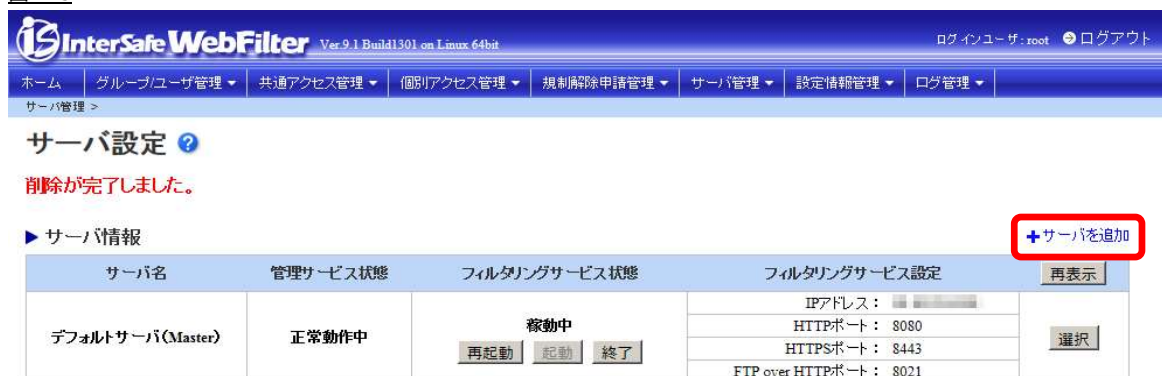 InterSafe WebFilter Ver.9.1 Build1301 on Linux 64bit
ログインユーザ:root ログアウト
ホーム グループ/ユーザ管理 共通アクセス管理 個別アクセス管理 規制解除申請管理 サーバ管理 設定情報管理 ログ管理
サーバ管理 >
サーバ設定 ?
削除が完了しました。
サーバ情報 +サーバを追加
サーバ名 管理サービス状態 フィルタリングサービス状態 フィルタリングサービス設定 再表示
デフォルトサーバ(Master) 正常動作中 稼動中 再起動 起動 終了
IPアドレス:
HTTPポート: 8080
HTTPSポート: 8443
FTP over HTTPポート: 8021
選択